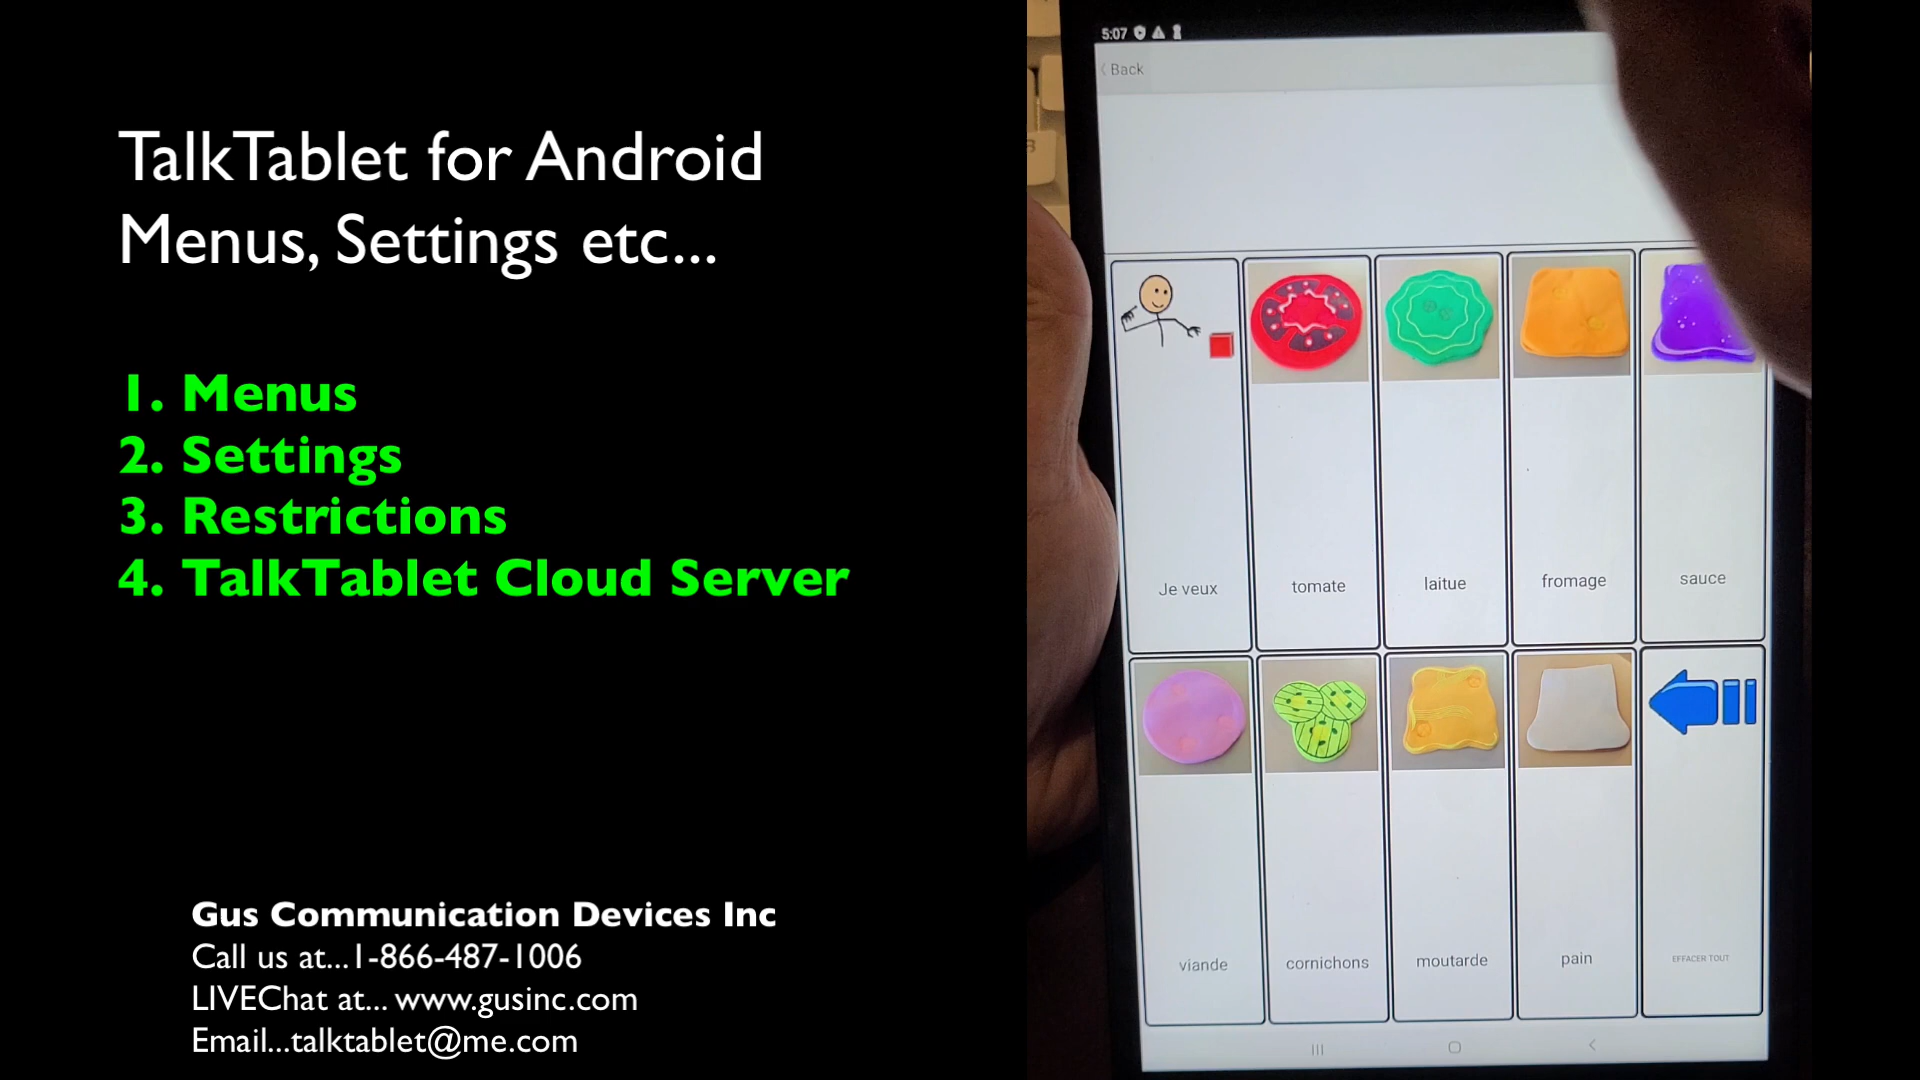 TalkTablet for Android
Menus, Settings etc...
1. Menus
2. Settings
3. Restrictions
4. TalkTablet Cloud Server
Gus Communication Devices Inc
Call us at...1-866-487-1006
LIVEChat at... www.gusinc.com
Email...talktablet@me.com
5:07
Back
Je veux
tomate
laitue
fromage
sauce
viande
cornichons
moutarde
pain
EFFACER TOUT